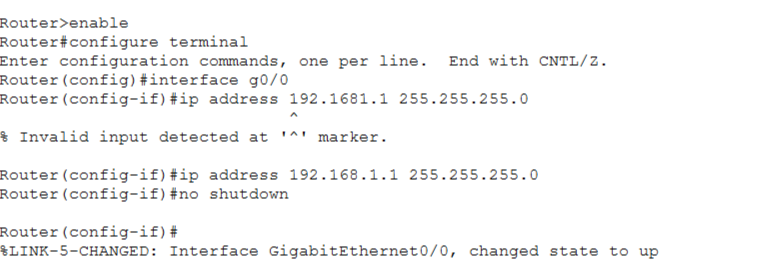 Router>enable
Router#configure terminal
Enter configuration commands, one per line.  End with CNTL/Z.
Router(config)#interface g0/0
Router(config-if)#ip address 192.1681.1 255.255.255.0
^
% Invalid input detected at '^' marker.
Router(config-if)#ip address 192.168.1.1 255.255.255.0
Router(config-if)#no shutdown
Router(config-if)#
%LINK-5-CHANGED: Interface GigabitEthernet0/0, changed state to up